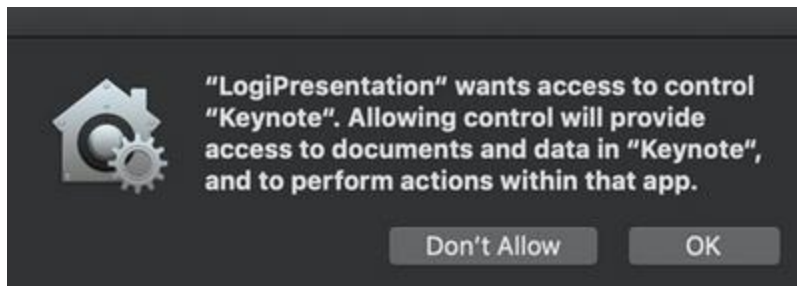 “LogiPresentation” wants access to control
“Keynote”. Allowing control will provide
access to documents and data in “Keynote“,
and to perform actions within that app.
Don’t Allow
OK